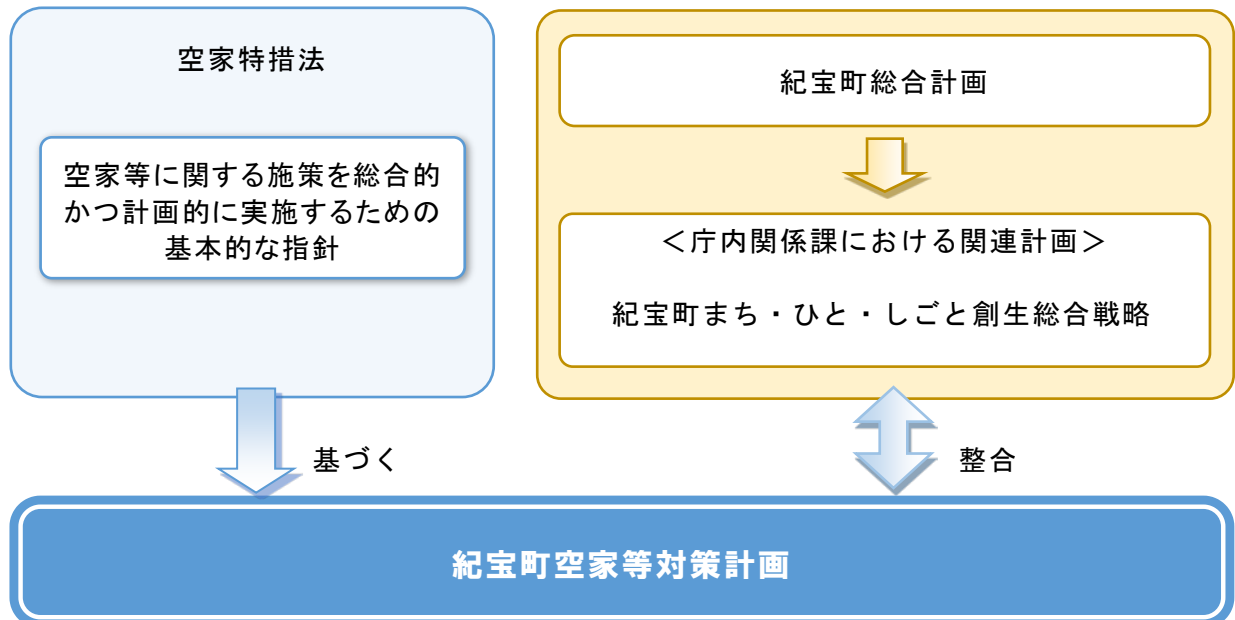 空家特措法
空家等に関する施策を総合的
かつ計画的に実施するための
基本的な指針
紀宝町総合計画
＜庁内関係課における関連計画＞
紀宝町まち・ひと・しごと創生総合戦略
基づく
整合
紀宝町空家等対策計画